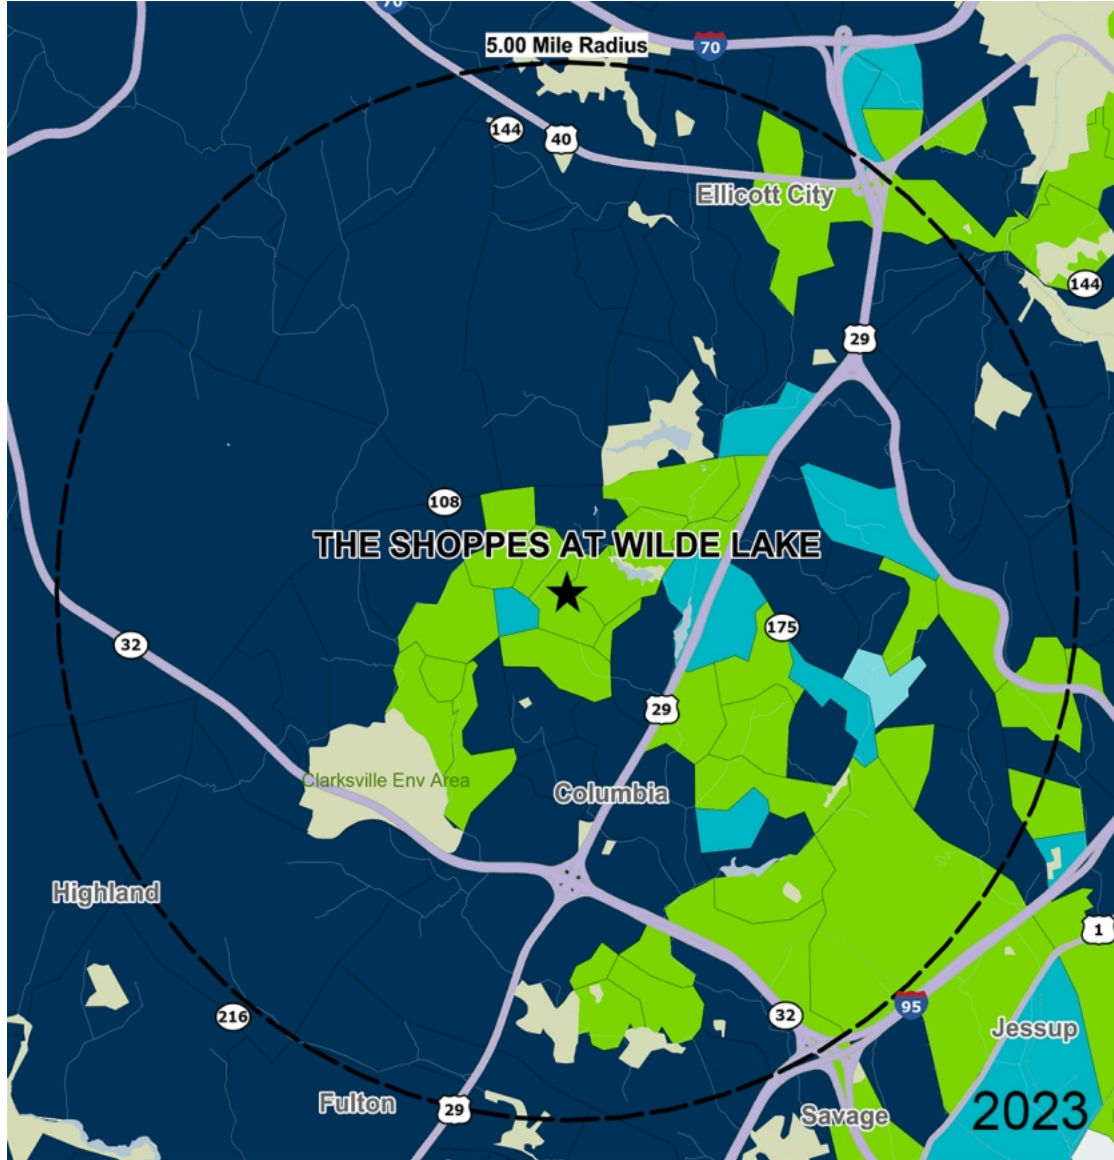 70
5.00 Mile Radius
70
144
40
Ellicott City
144
29
108
THE SHOPPES AT WILDE LAKE
175
32
29
Clarksville Env Area
Columbia
Highland
1
95
216
32
Jessup
Fulton
29
Savage
2023